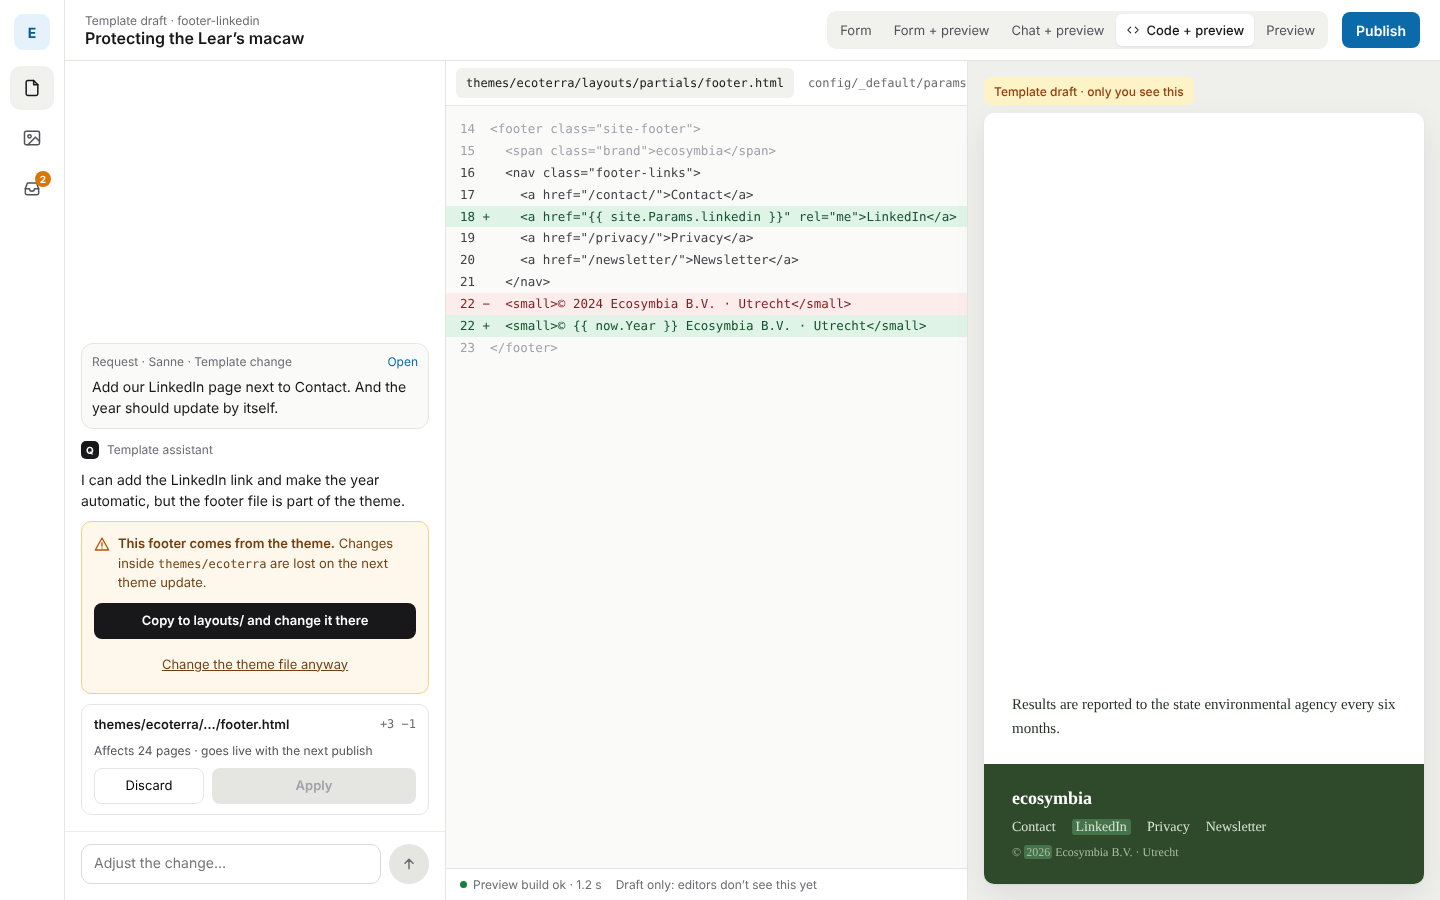 E
Template draft · footer-linkedin
Protecting the Lear’s macaw
Form
Form + preview
Chat + preview
Code + preview
Preview
Publish
2
Request · Sanne · Template change
Open
Add our LinkedIn page next to Contact. And the
year should update by itself.
Q
Template assistant
I can add the LinkedIn link and make the year
automatic, but the footer file is part of the theme.
This footer comes from the theme. Changes
inside themes/ecoterra are lost on the next
theme update.
Copy to layouts/ and change it there
Change the theme file anyway
themes/ecoterra/…/footer.html
+3 −1
Affects 24 pages · goes live with the next publish
Discard
Apply
Adjust the change…
themes/ecoterra/layouts/partials/footer.html
config/_default/params
14 <footer class="site-footer">
15 <span class="brand">ecosymbia</span>
16 <nav class="footer-links">
17 <a href="/contact/">Contact</a>
18 + <a href="{{ site.Params.linkedin }}" rel="me">LinkedIn</a>
19 <a href="/privacy/">Privacy</a>
20 <a href="/newsletter/">Newsletter</a>
21 </nav>
22 − <small>© 2024 Ecosymbia B.V. · Utrecht</small>
22 + <small>© {{ now.Year }} Ecosymbia B.V. · Utrecht</small>
23 </footer>
Preview build ok · 1.2 s
Draft only: editors don’t see this yet
Template draft · only you see this
Results are reported to the state environmental agency every six
months.
ecosymbia
Contact LinkedIn Privacy Newsletter
© 2026 Ecosymbia B.V. · Utrecht